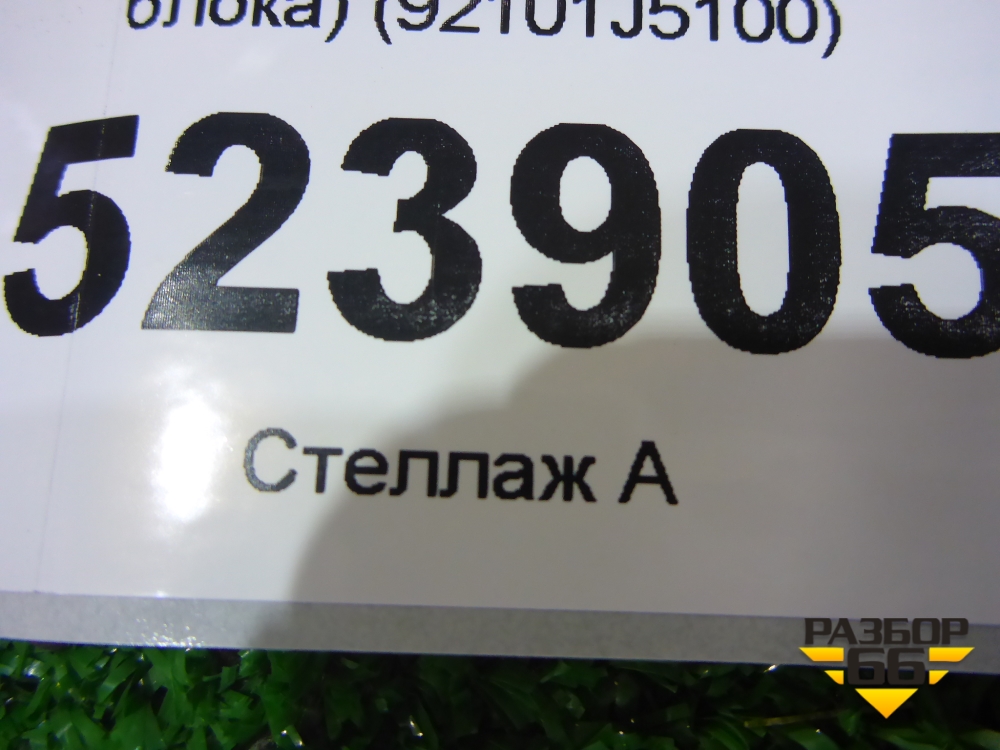 блока) (92101J5100)
523905
Стеллаж А
РАЗБОР
66